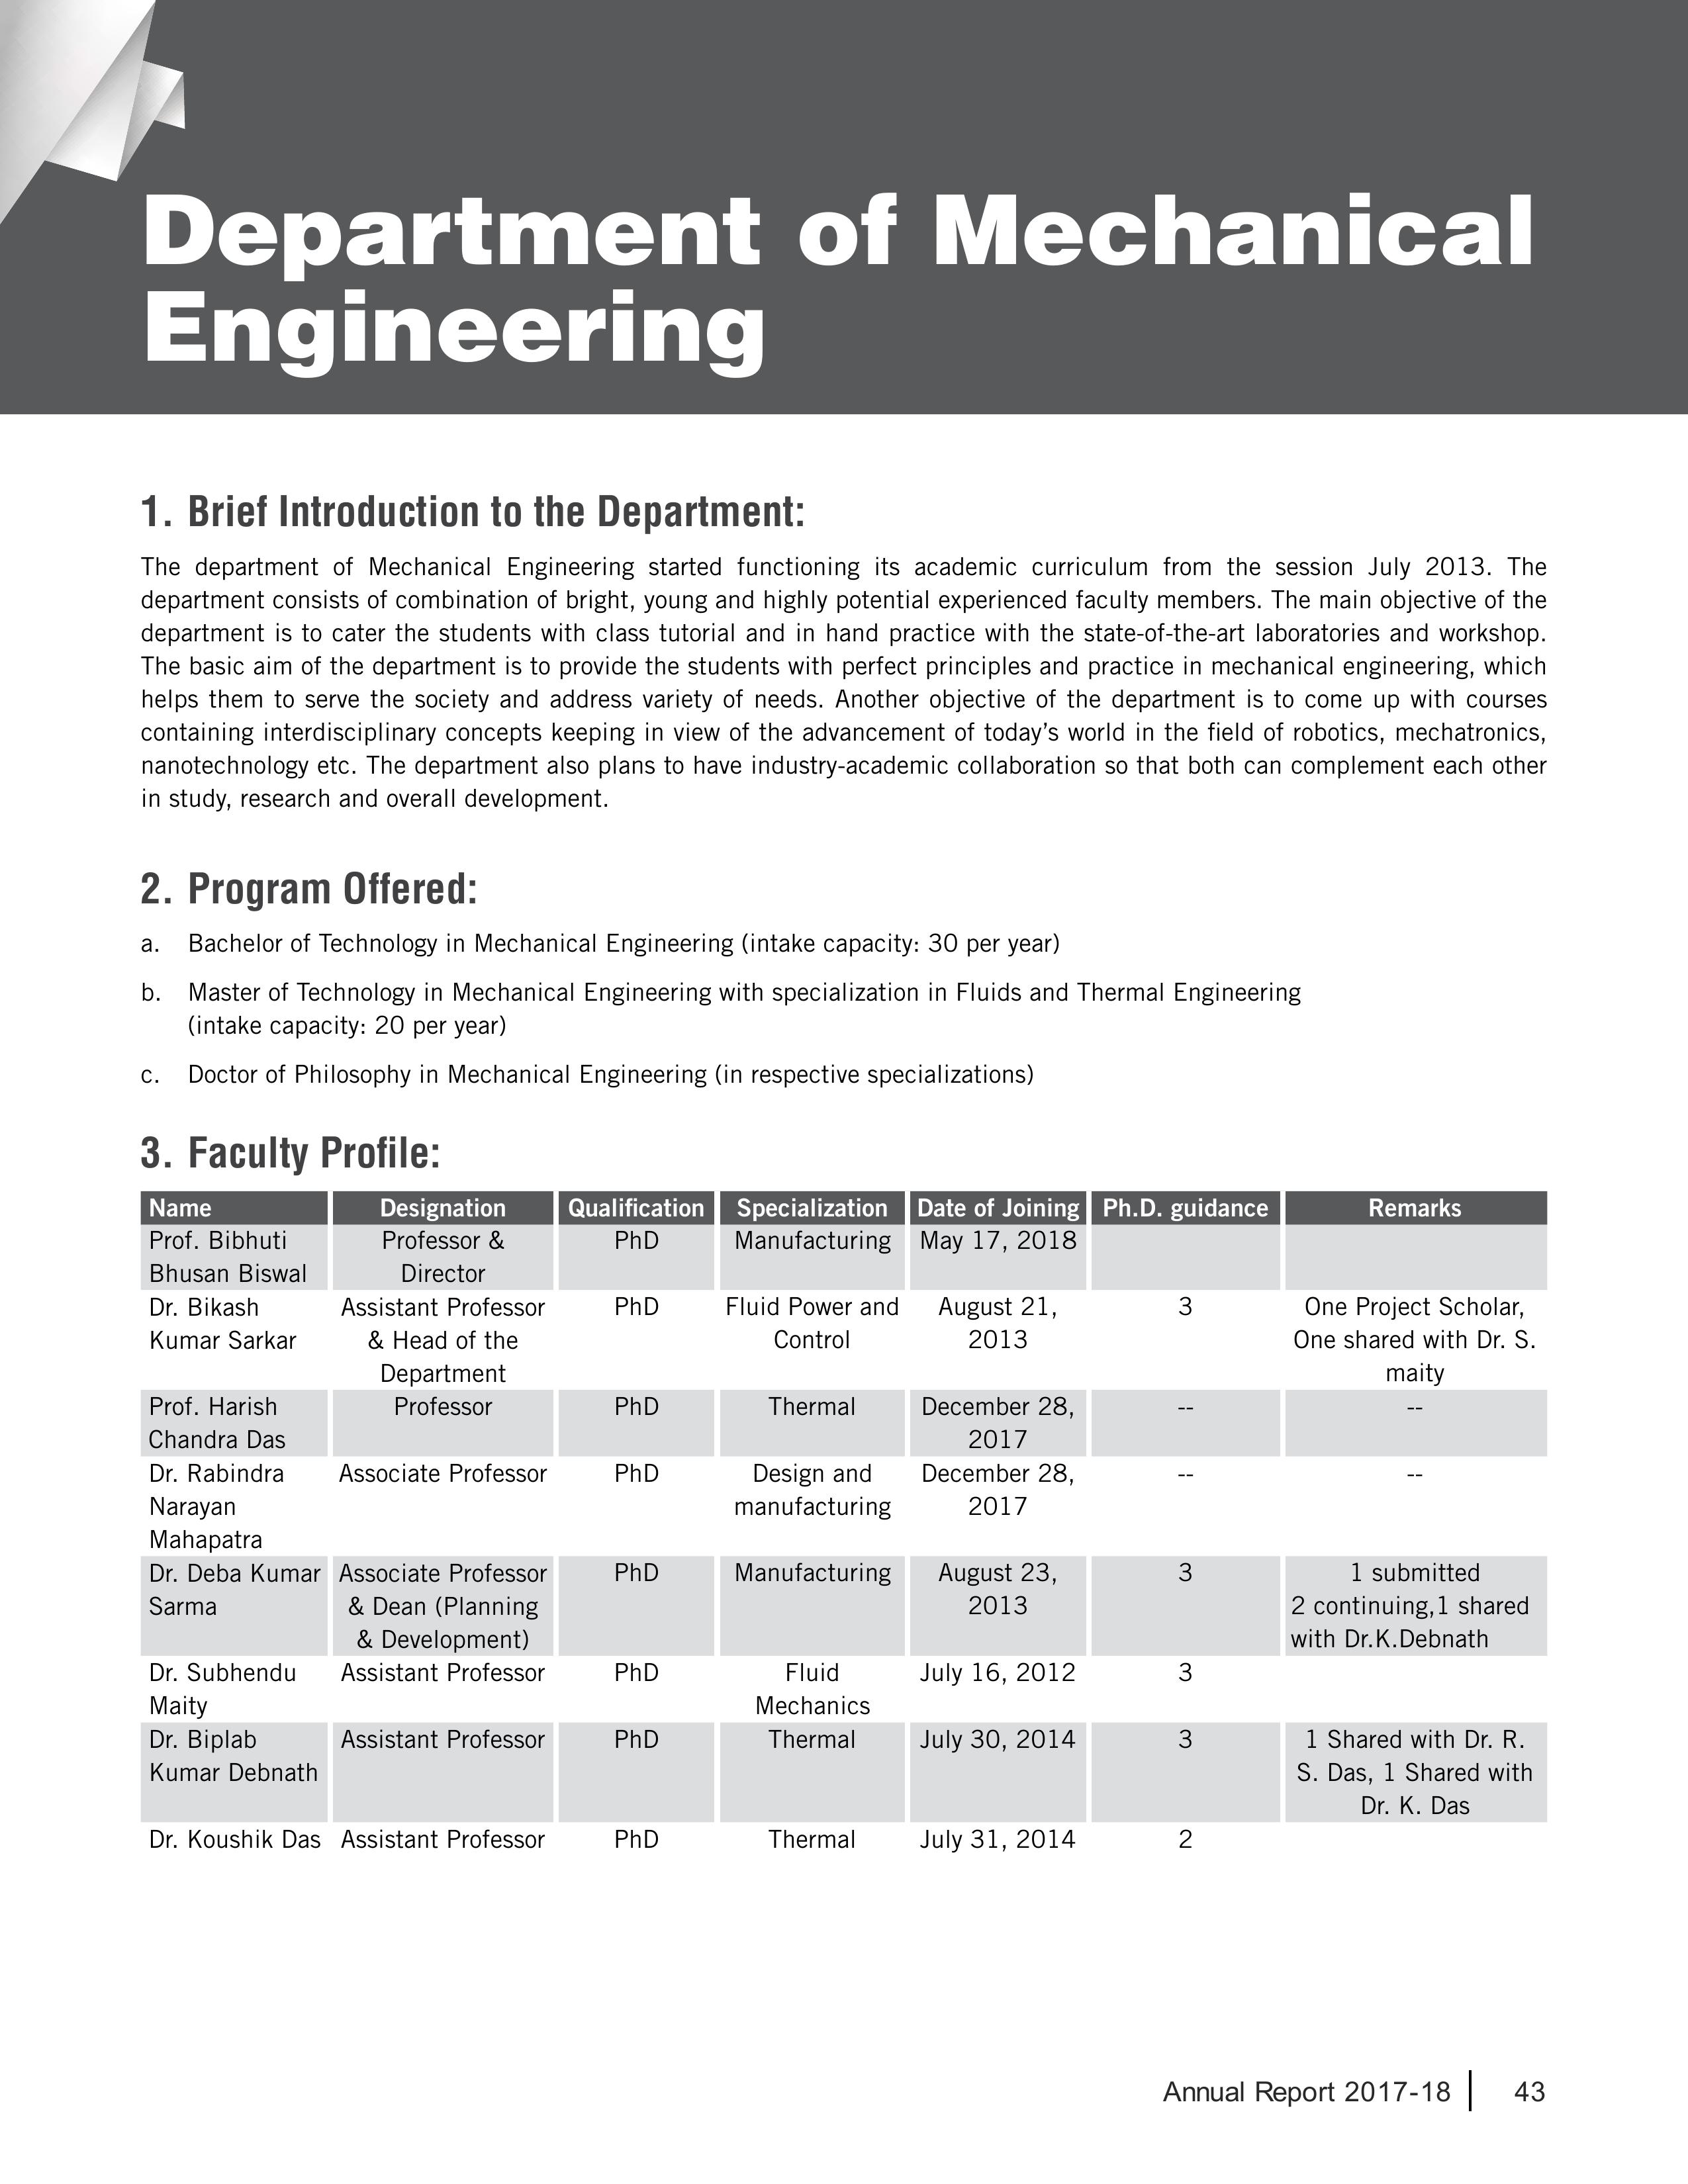 Department of Mechanical
Engineering
1. Brief Introduction to the Department:
The department of Mechanical Engineering started functioning its academic curriculum from the session July 2013. The
department consists of combination of bright, young and highly potential experienced faculty members. The main objective of the
department is to cater the students with class tutorial and in hand practice with the state-of-the-art laboratories and workshop.
The basic aim of the department is to provide the students with perfect principles and practice in mechanical engineering, which
helps them to serve the society and address variety of needs. Another objective of the department is to come up with courses
containing interdisciplinary concepts keeping in view of the advancement of today’s world in the field of robotics, mechatronics,
nanotechnology etc. The department also plans to have industry-academic collaboration so that both can complement each other
in study, research and overall development.
2. Program Offered:
a. Bachelor of Technology in Mechanical Engineering (intake capacity: 30 per year)
b. Master of Technology in Mechanical Engineering with specialization in Fluids and Thermal Engineering
(intake capacity: 20 per year)
c. Doctor of Philosophy in Mechanical Engineering (in respective specializations)
3. Faculty Profile:
Name Designation Qualification Specialization Date of Joining Ph.D. guidance Remarks
Prof. Bibhuti Professor & PhD Manufacturing May 17, 2018
Bhusan Biswal Director
Dr. Bikash Assistant Professor PhD Fluid Power and August 21, 3 One Project Scholar,
Kumar Sarkar & Head of the Control 2013 One shared with Dr. S.
Department maity
Prof. Harish Professor PhD Thermal December 28, -- --
Chandra Das 2017
Dr. Rabindra Associate Professor PhD Design and December 28, -- --
Narayan manufacturing 2017
Mahapatra
Dr. Deba Kumar Associate Professor PhD Manufacturing August 23, 3 1 submitted
Sarma & Dean (Planning 2013 2 continuing,1 shared
& Development) with Dr.K.Debnath
Dr. Subhendu Assistant Professor PhD Fluid July 16, 2012 3
Maity Mechanics
Dr. Biplab Assistant Professor PhD Thermal July 30, 2014 3 1 Shared with Dr. R.
Kumar Debnath S. Das, 1 Shared with
Dr. K. Das
Dr. Koushik Das Assistant Professor PhD Thermal July 31, 2014 2
Annual Report 2017-18 43